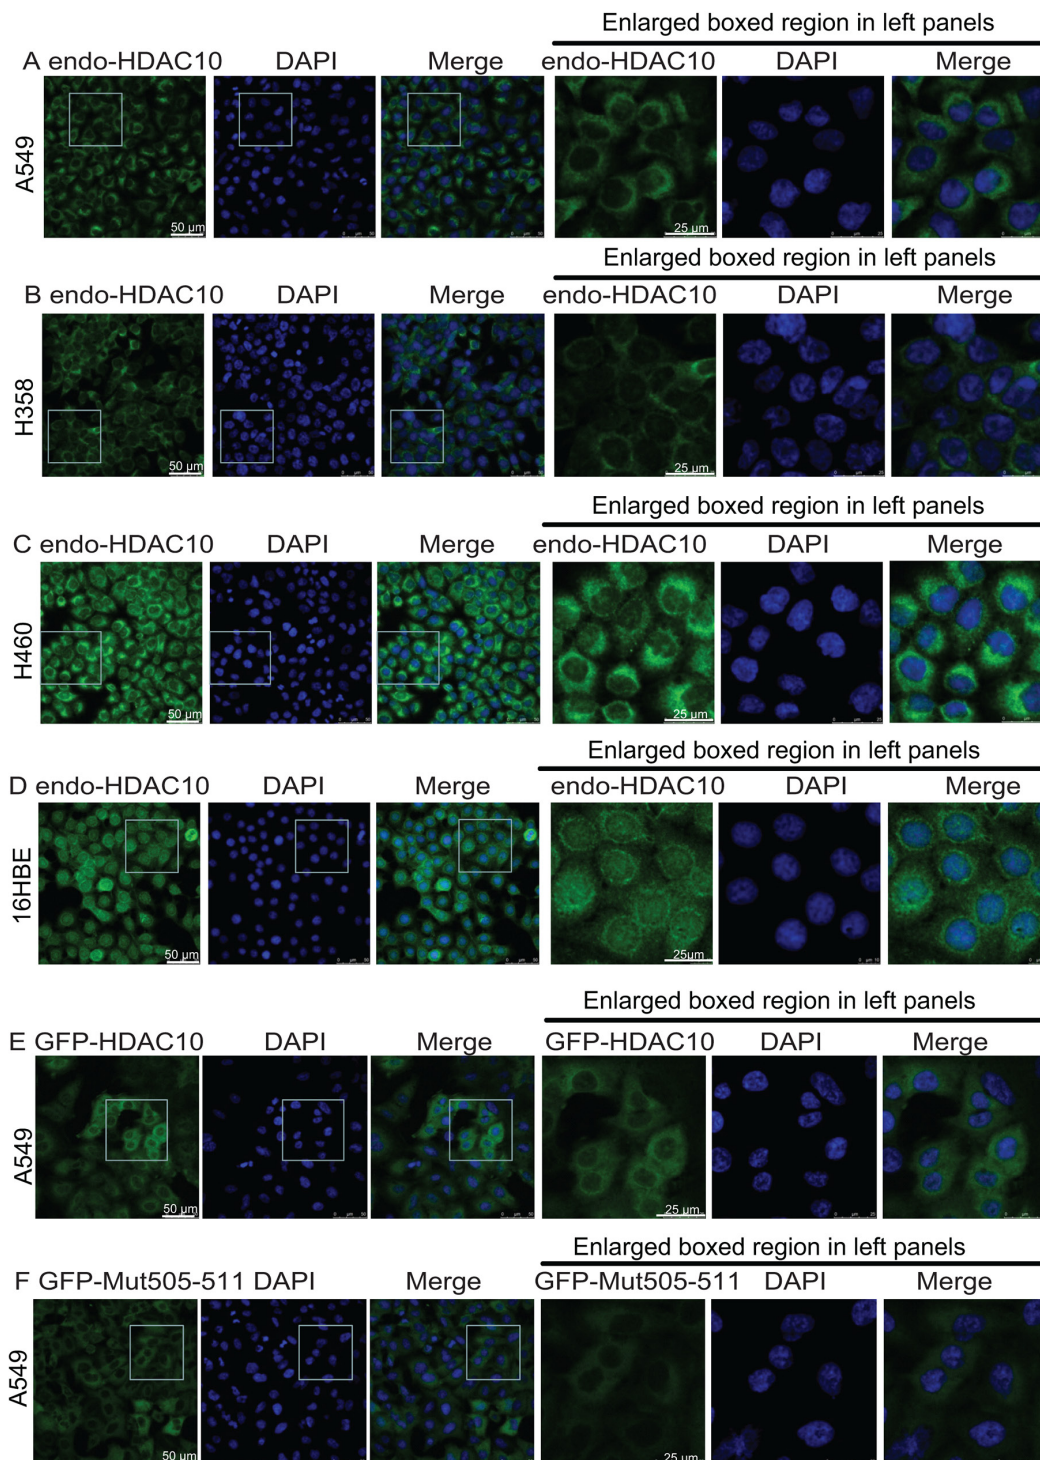 Enlarged boxed region in left panels
A endo-HDAC10 DAPI Merge endo-HDAC10 DAPI Merge
A549
50 µm
25 µm
Enlarged boxed region in left panels
B endo-HDAC10 DAPI Merge endo-HDAC10 DAPI Merge
H358
50 µm
25 µm
Enlarged boxed region in left panels
C endo-HDAC10 DAPI Merge endo-HDAC10 DAPI Merge
H460
50 µm
25 µm
Enlarged boxed region in left panels
D endo-HDAC10 DAPI Merge endo-HDAC10 DAPI Merge
16HBE
50 µm
25µm
Enlarged boxed region in left panels
E GFP-HDAC10 DAPI Merge GFP-HDAC10 DAPI Merge
A549
50 µm
25 µm
Enlarged boxed region in left panels
F GFP-Mut505-511 DAPI Merge GFP-Mut505-511 DAPI Merge
A549
50 µm
25 µm